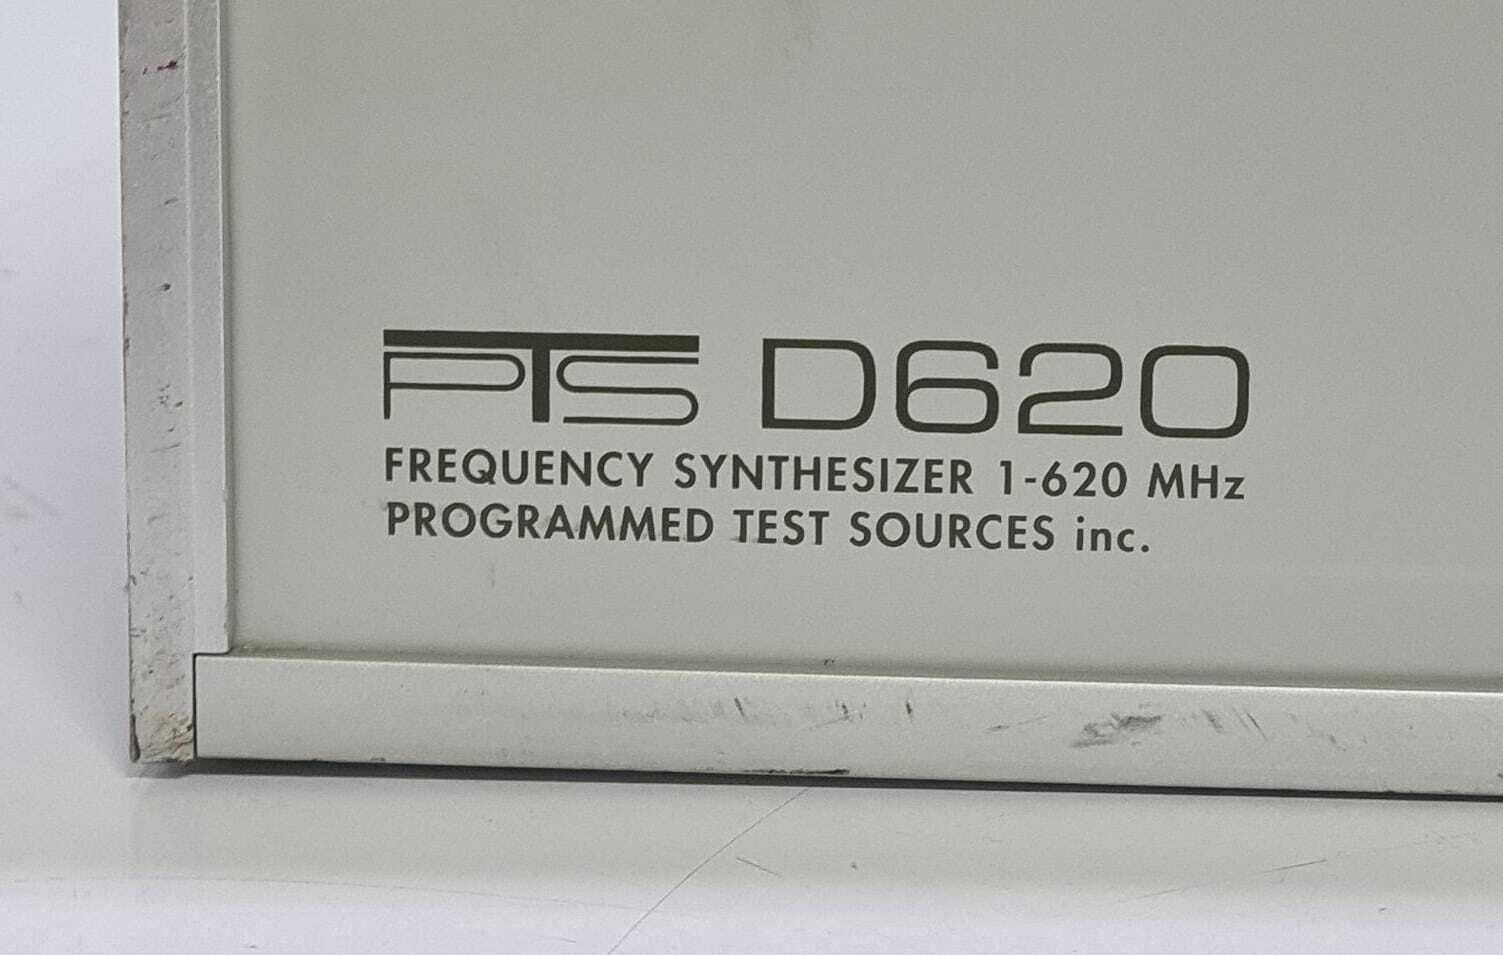 PTS D620
FREQUENCY SYNTHESIZER 1-620 MHz
PROGRAMMED TEST SOURCES inc.